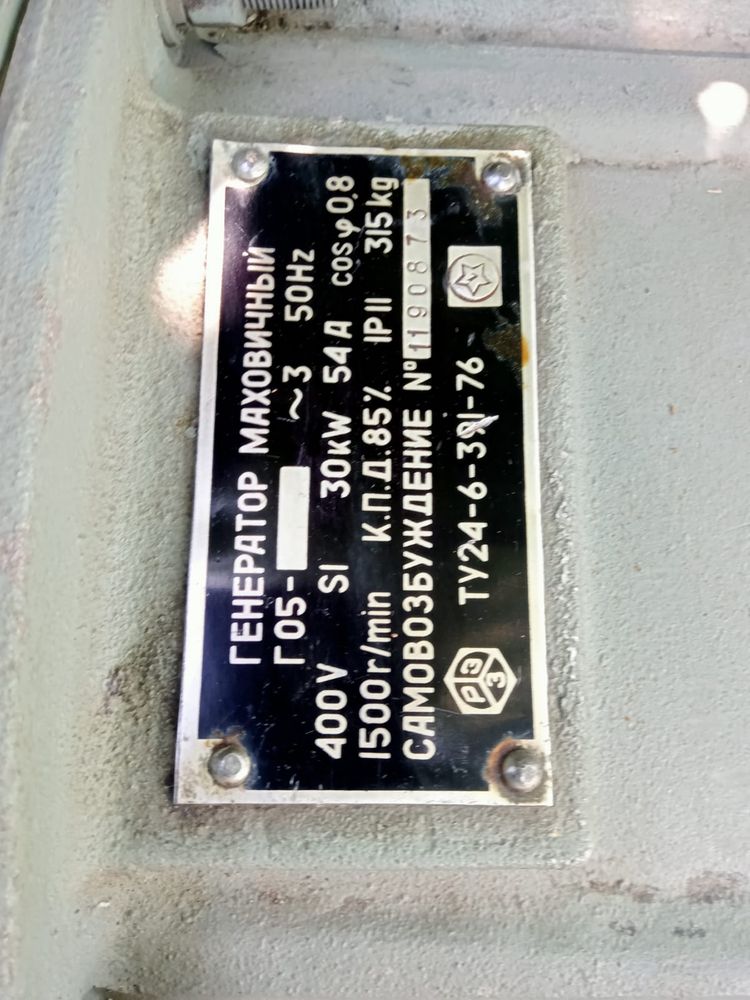 ГЕНЕРАТОР МАХОВИЧНЫЙ
Г05- ~3 50Hz
400V S1 30kW 54A cosφ0,8
1500r/min К.П.Д.85% IP11 315kg
САМОВОЗБУЖДЕНИЕ №1190873
РЭЗ ТУ24-6-391-76